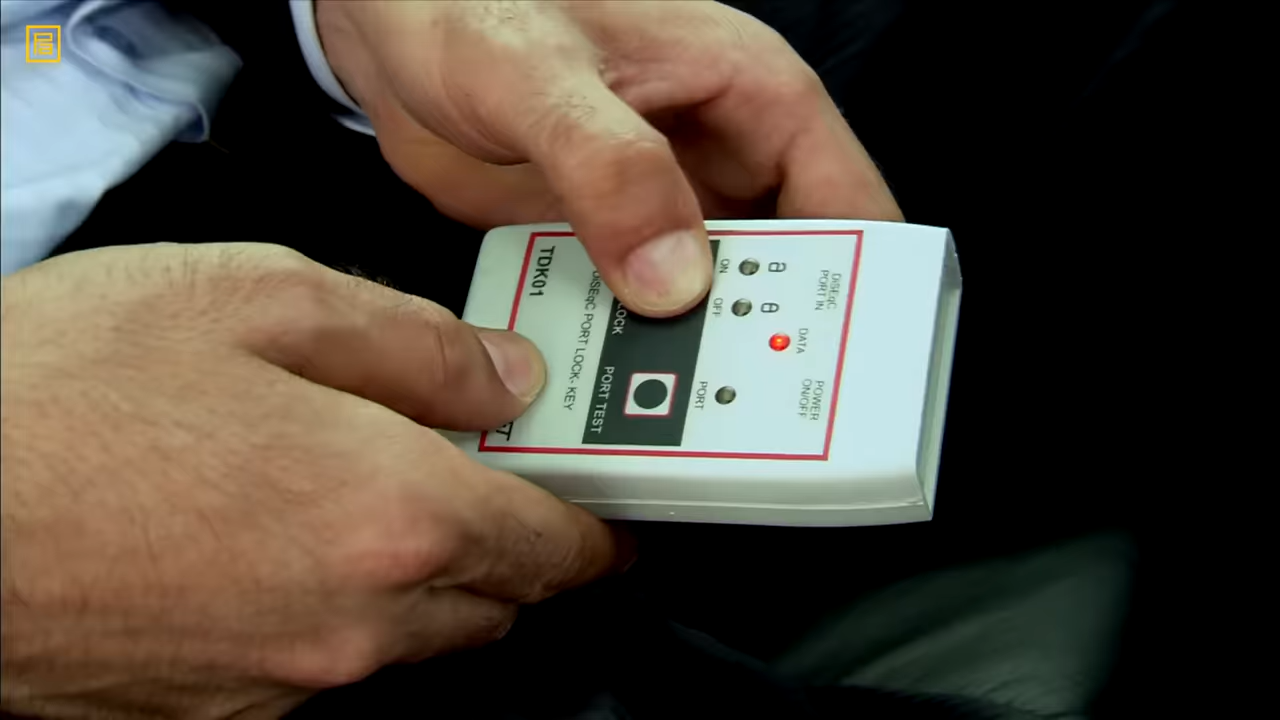 TDK01
DiSEqC PORT LOCK- KEY
LOCK
PORT TEST
ON
OFF
PORT
DATA
DiSEqC
PORT IN
POWER
ON/OFF